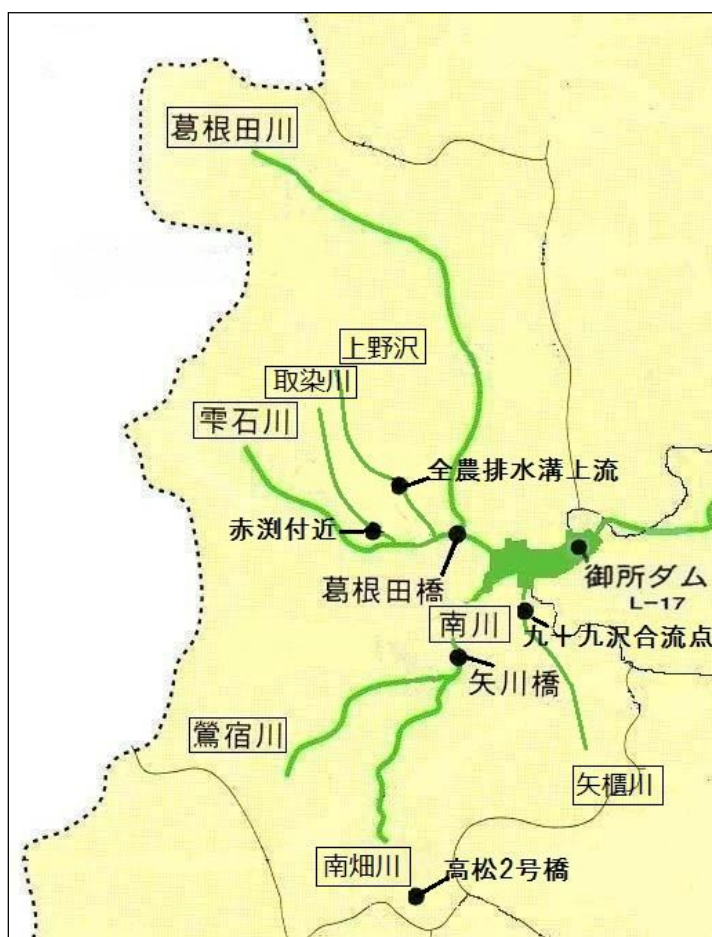 葛根田川
上野沢
取染川
雫石川
全農排水溝上流
赤渕付近
葛根田橋
御所ダム
L-17
南川
九十九沢合流点
矢川橋
鶯宿川
矢櫃川
南畑川
高松2号橋